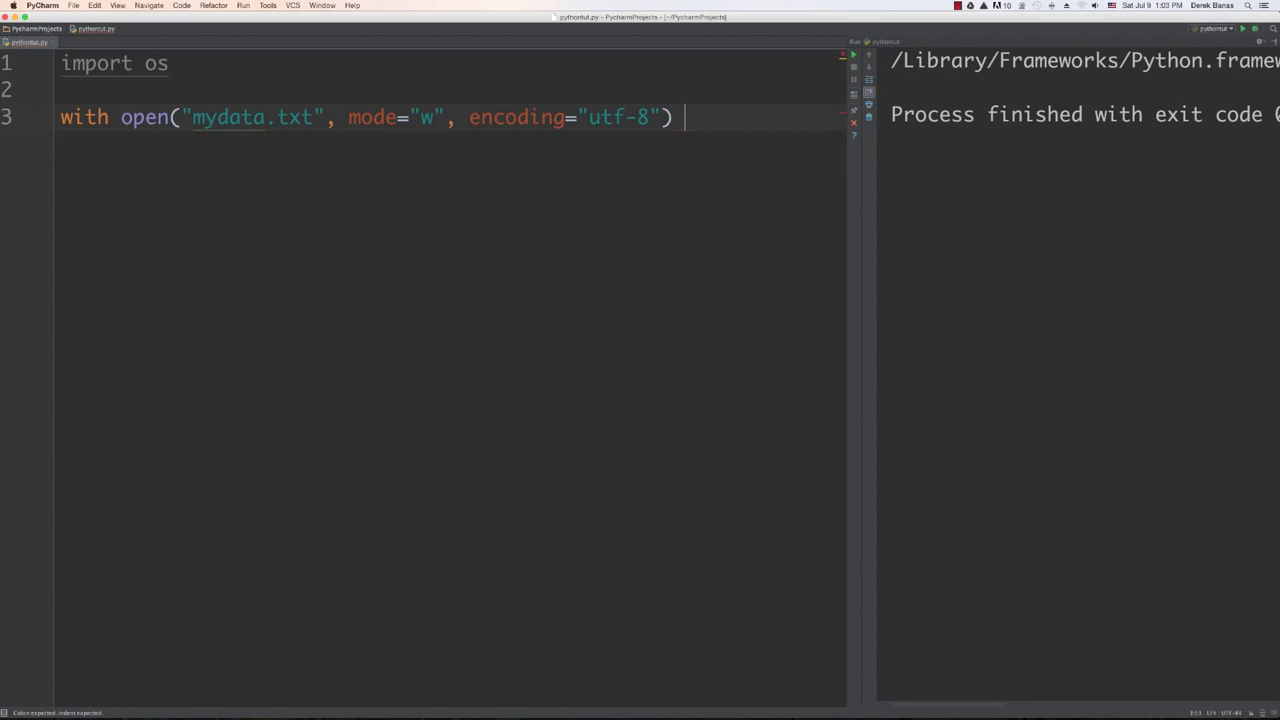 PyCharm File Edit View Navigate Code Refactor Run Tools VCS Window Help 10 Sat Jul 9 1:03 PM Derek Banas
pythontut.py - PycharmProjects - [~/PycharmProjects]
PycharmProjects pythontut.py pythontut
pythontut.py Run pythontut
1 import os
2
3 with open("mydata.txt", mode="w", encoding="utf-8")
/Library/Frameworks/Python.framew
Process finished with exit code 0
Colon expected. Indent expected. 3:53 LF UTF-8